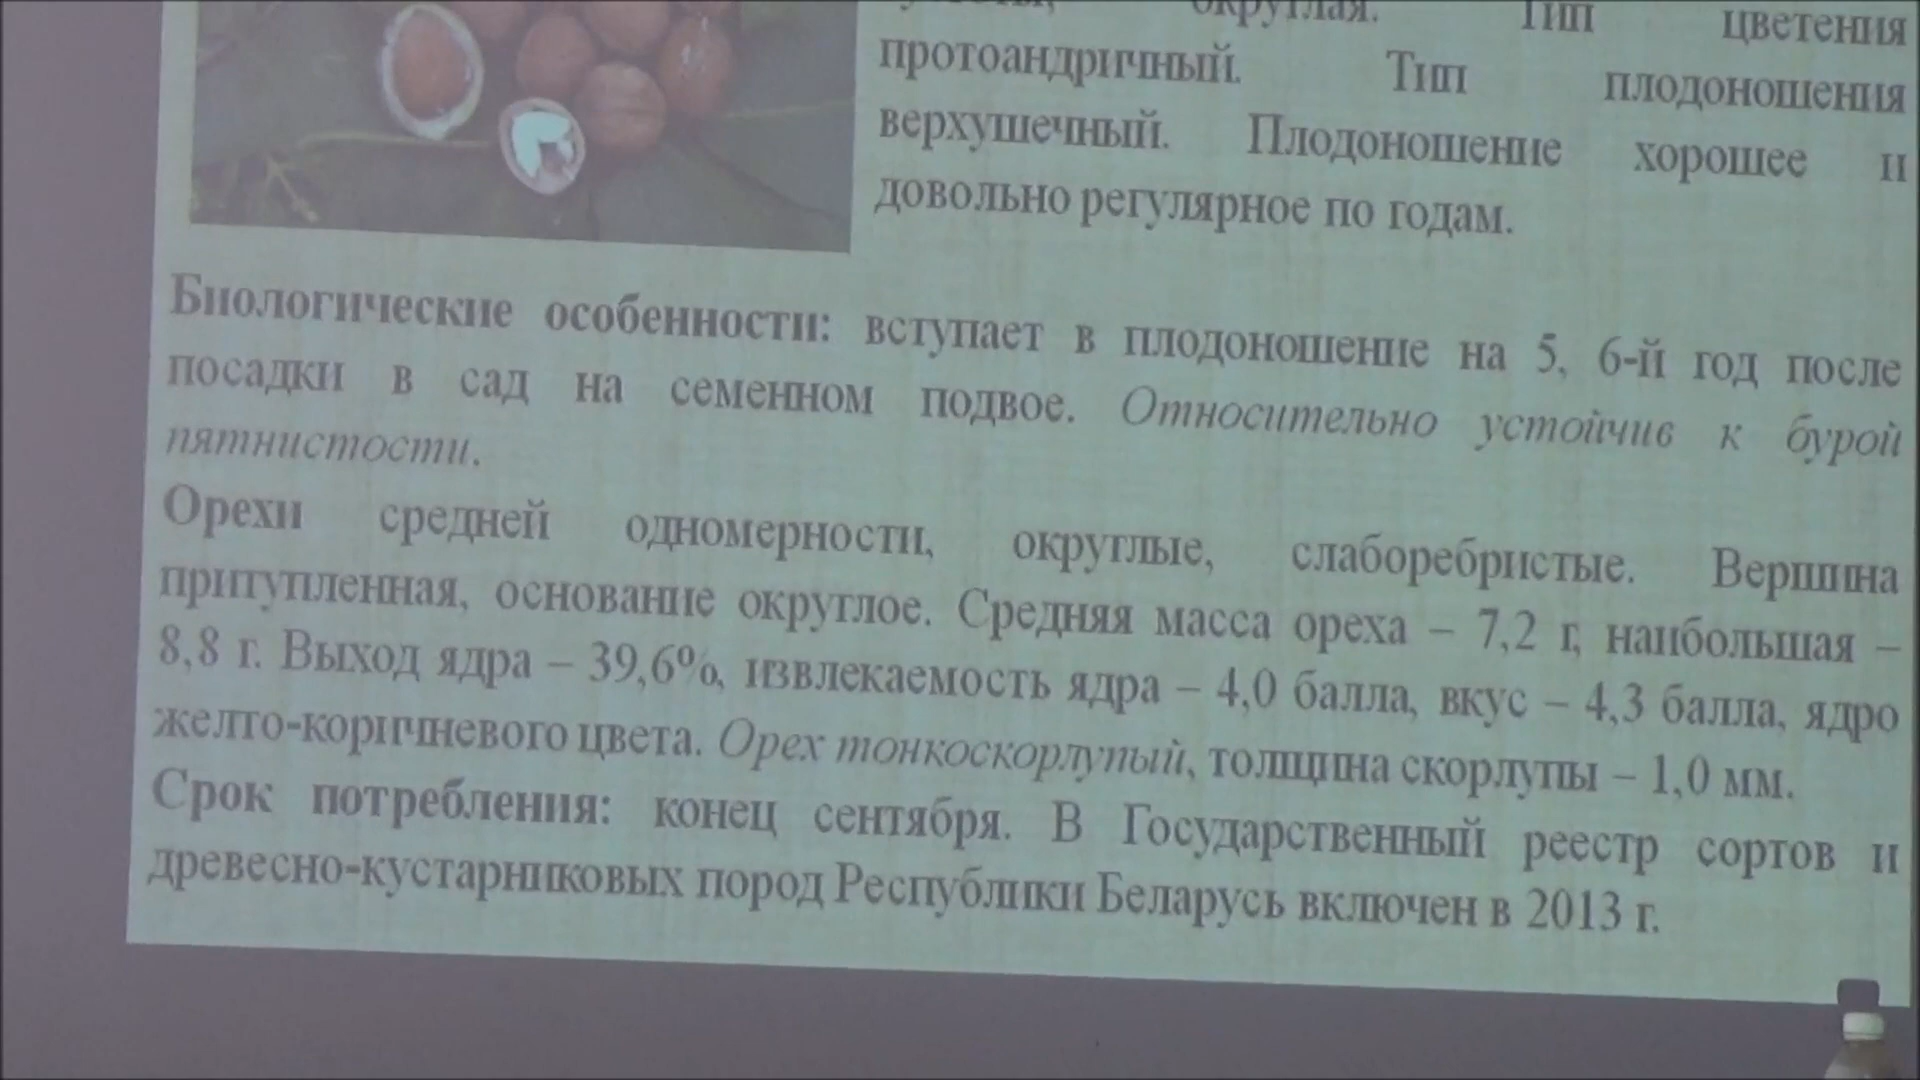 округлая. Тип цветения
протоандричный. Тип плодоношения
верхушечный. Плодоношение хорошее и
довольно регулярное по годам.
Биологические особенности: вступает в плодоношение на 5, 6-й год после
посадки в сад на семенном подвое. Относительно устойчив к бурой
пятнистости.
Орехи средней одномерности, округлые, слаборебристые. Вершина
притупленная, основание округлое. Средняя масса ореха – 7,2 г, наибольшая –
8,8 г. Выход ядра – 39,6%, извлекаемость ядра – 4,0 балла, вкус – 4,3 балла, ядро
желто-коричневого цвета. Орех тонкоскорлупый, толщина скорлупы – 1,0 мм.
Срок потребления: конец сентября. В Государственный реестр сортов и
древесно-кустарниковых пород Республики Беларусь включен в 2013 г.